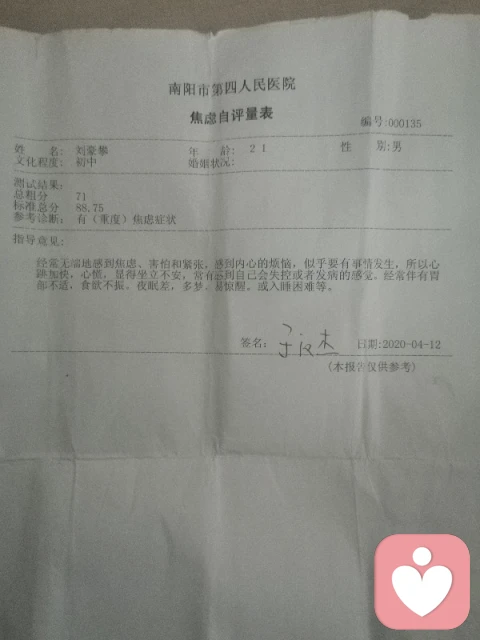 南阳市第四人民医院
焦虑自评量表
编号:000135
姓 名: 刘豪攀 年 龄: 21 性 别:男
文化程度: 初中 婚姻状况:
测试结果:
总粗分 71
标准总分 88.75
参考诊断: 有（重度）焦虑症状
指导意见:
经常无端地感到焦虑、害怕和紧张，感到内心的烦恼，似乎要有事情发生，所以心
跳加快，心慌，显得坐立不安，常有感到自己会失控或者发病的感觉。经常伴有胃
部不适，食欲不振。夜眠差，多梦，易惊醒。或入睡困难等。
签名: 日期:2020-04-12
(本报告仅供参考)